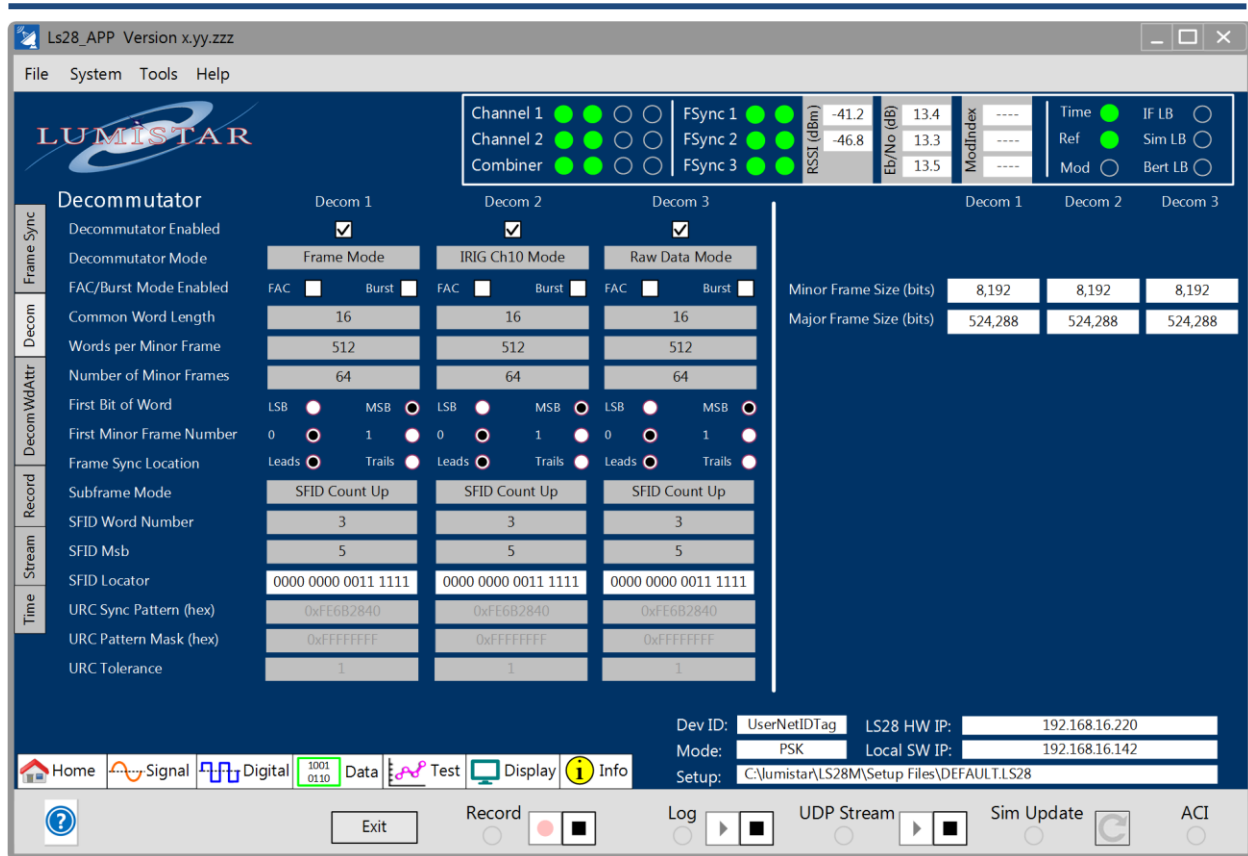 Ls28_APP Version x.yy.zzz
File System Tools Help
LUMISTAR
Channel 1 FSync 1
Channel 2 FSync 2
Combiner FSync 3
RSSI (dBm) -41.2
-46.8
Eb/No (dB) 13.4
13.3
13.5
ModIndex ----
----
----
Time IF LB
Ref Sim LB
Mod Bert LB
Frame Sync
Decom
Decom WdAttr
Record
Stream
Time
Decommutator Decom 1 Decom 2 Decom 3
Decommutator Enabled
Decommutator Mode Frame Mode IRIG Ch10 Mode Raw Data Mode
FAC/Burst Mode Enabled FAC Burst FAC Burst FAC Burst
Common Word Length 16 16 16
Words per Minor Frame 512 512 512
Number of Minor Frames 64 64 64
First Bit of Word LSB MSB LSB MSB LSB MSB
First Minor Frame Number 0 1 0 1 0 1
Frame Sync Location Leads Trails Leads Trails Leads Trails
Subframe Mode SFID Count Up SFID Count Up SFID Count Up
SFID Word Number 3 3 3
SFID Msb 5 5 5
SFID Locator 0000 0000 0011 1111 0000 0000 0011 1111 0000 0000 0011 1111
URC Sync Pattern (hex) 0xFE6B2840 0xFE6B2840 0xFE6B2840
URC Pattern Mask (hex) 0xFFFFFFFF 0xFFFFFFFF 0xFFFFFFFF
URC Tolerance 1 1 1
Decom 1 Decom 2 Decom 3
Minor Frame Size (bits) 8,192 8,192 8,192
Major Frame Size (bits) 524,288 524,288 524,288
Dev ID: UserNetIDTag LS28 HW IP: 192.168.16.220
Mode: PSK Local SW IP: 192.168.16.142
Setup: C:\lumistar\LS28M\Setup Files\DEFAULT.LS28
Home Signal Digital 1001 0110 Data Test Display i Info
? Exit Record Log UDP Stream Sim Update ACI